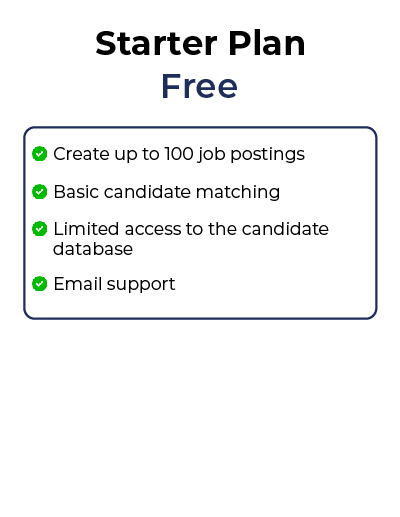 Starter Plan
Free
Create up to 100 job postings
Basic candidate matching
Limited access to the candidate
database
Email support